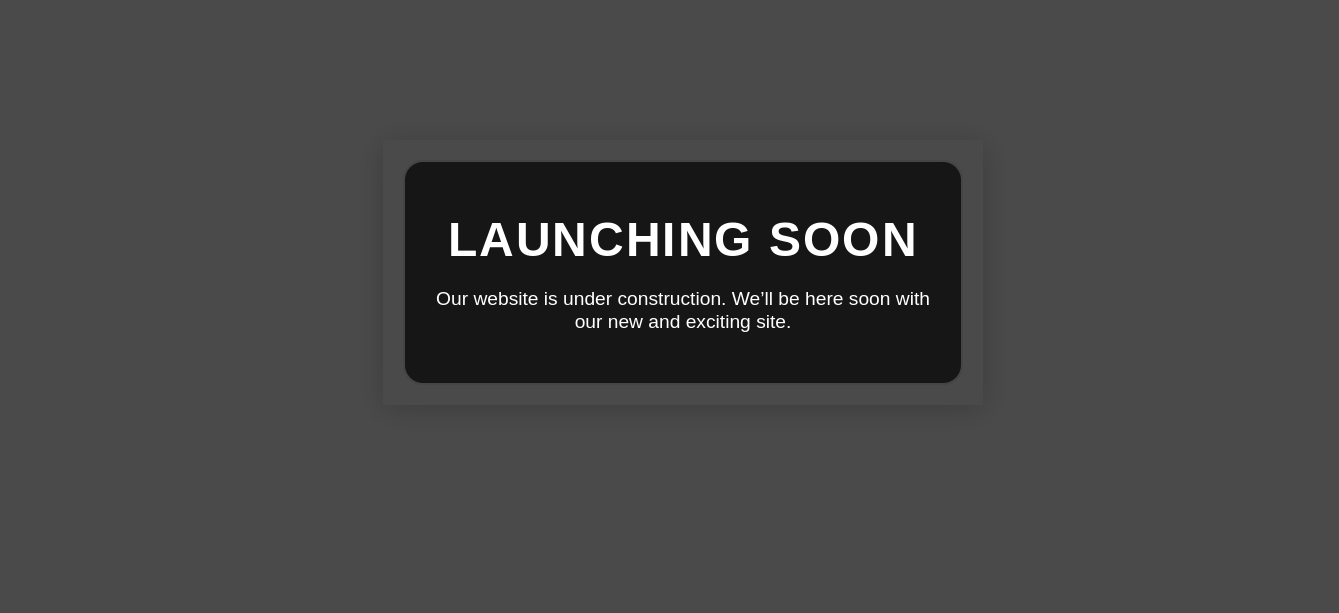 LAUNCHING SOON
Our website is under construction. We’ll be here soon with
our new and exciting site.